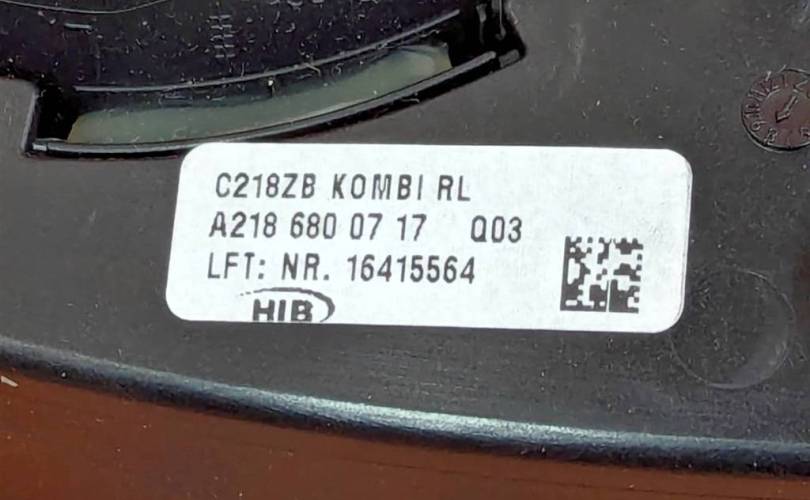 C218ZB KOMBI RL
A218 680 07 17 Q03
LFT: NR. 16415564
HIB